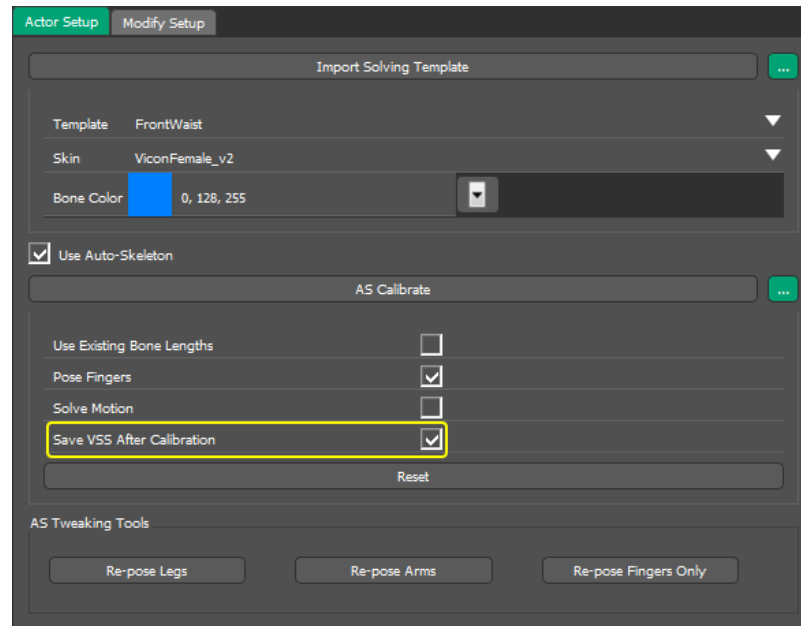 Actor Setup Modify Setup
Import Solving Template ...
Template FrontWaist
Skin ViconFemale_v2
Bone Color 0, 128, 255
Use Auto-Skeleton
AS Calibrate ...
Use Existing Bone Lengths
Pose Fingers
Solve Motion
Save VSS After Calibration
Reset
AS Tweaking Tools
Re-pose Legs Re-pose Arms Re-pose Fingers Only